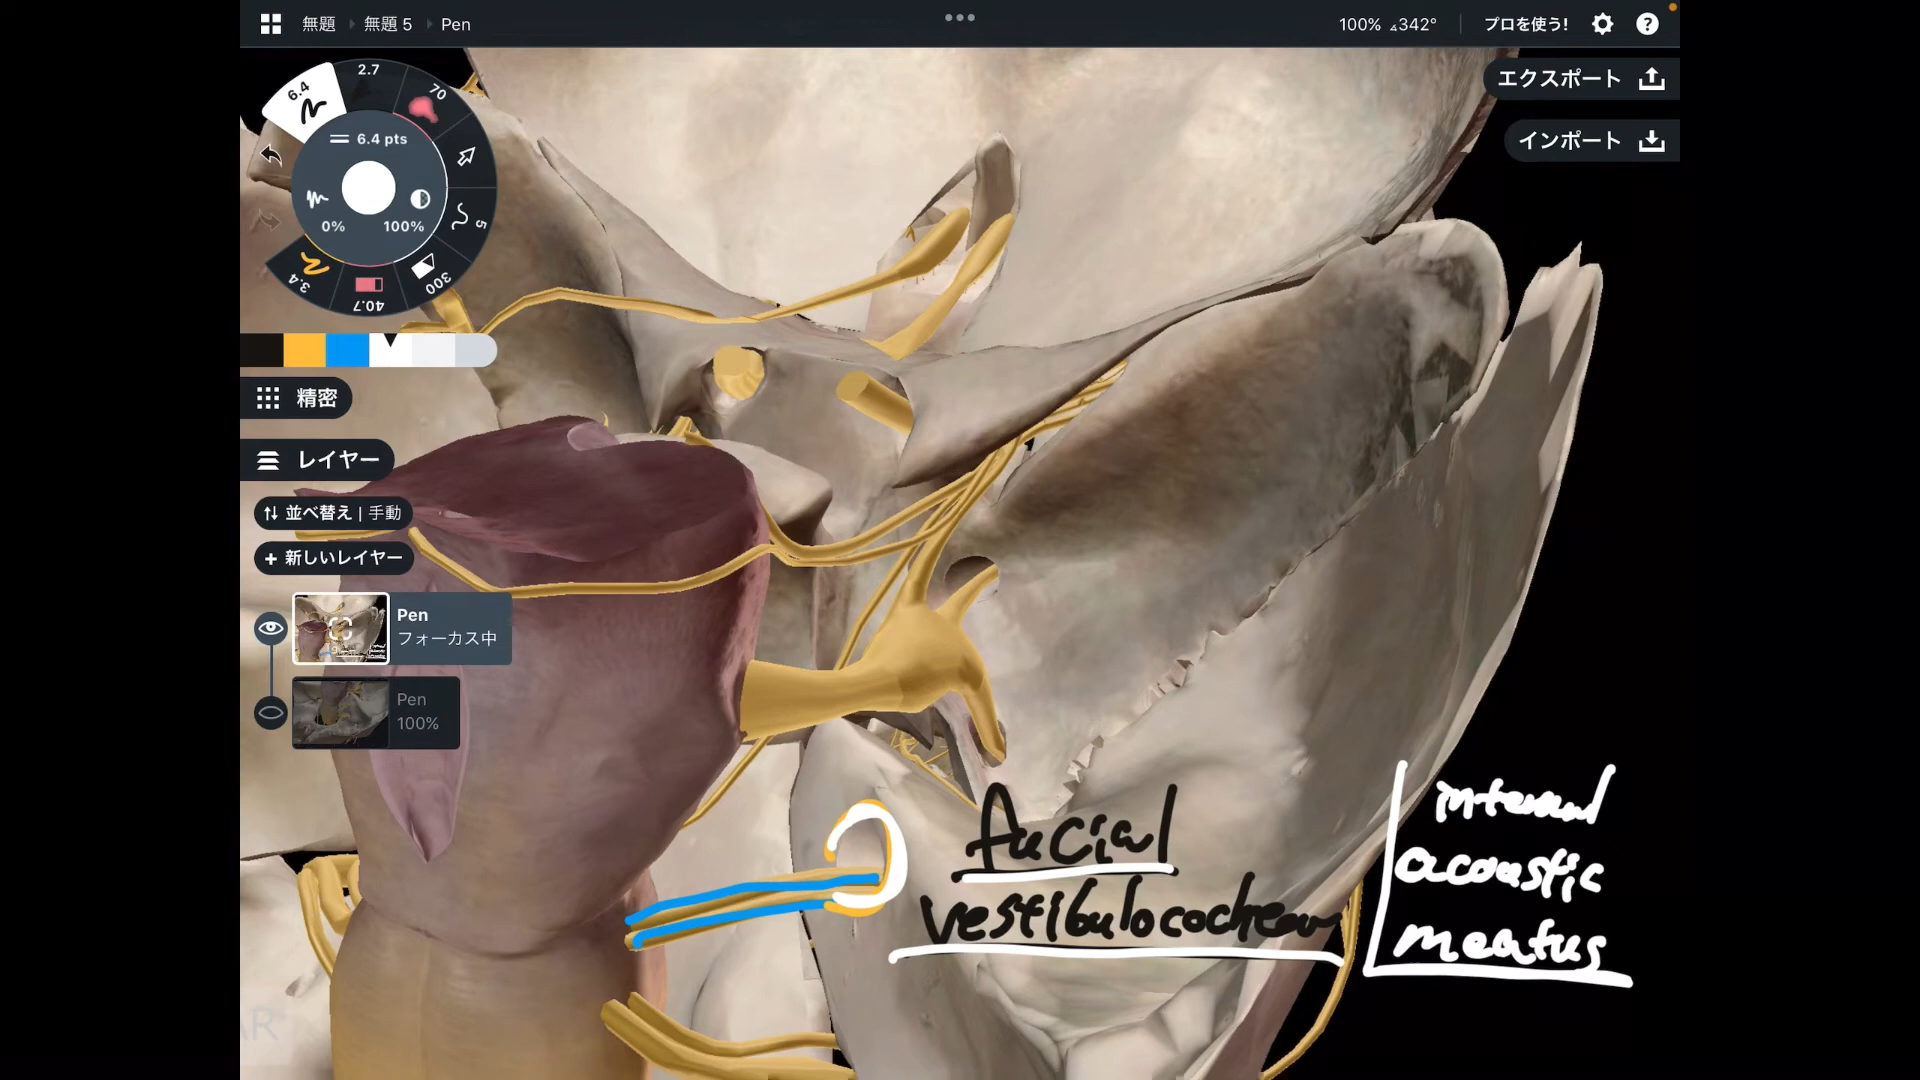 無題 無題 5 Pen
100% 342°
プロを使う!
エクスポート
インポート
6.4
2.7
70
5
300
40.7
3.4
6.4 pts
0%
100%
精密
レイヤー
並べ替え | 手動
+ 新しいレイヤー
Pen
フォーカス中
Pen
100%
facial
internal
acoustic
meatus
AR